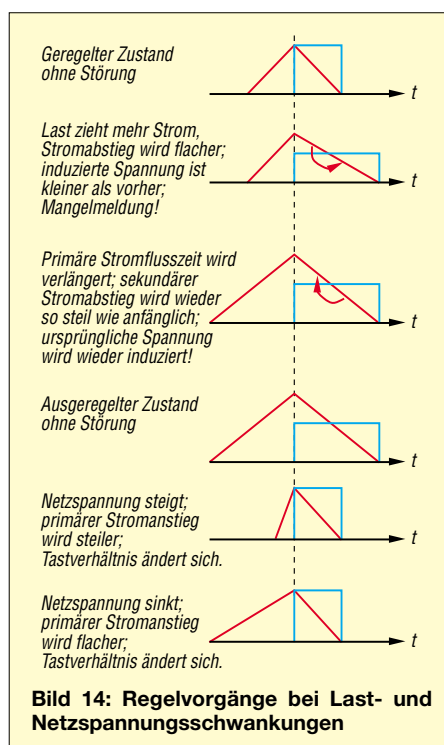 Geregelter Zustand
ohne Störung
t
Last zieht mehr Strom,
Stromabstieg wird flacher;
induzierte Spannung ist
kleiner als vorher;
Mangelmeldung!
t
Primäre Stromflusszeit wird
verlängert; sekundärer
Stromabstieg wird wieder
so steil wie anfänglich;
ursprüngliche Spannung
wird wieder induziert!
t
Ausgeregelter Zustand
ohne Störung
t
Netzspannung steigt;
primärer Stromanstieg
wird steiler;
Tastverhältnis ändert sich.
t
Netzspannung sinkt;
primärer Stromanstieg
wird flacher;
Tastverhältnis ändert sich.
t
Bild 14: Regelvorgänge bei Last- und
Netzspannungsschwankungen